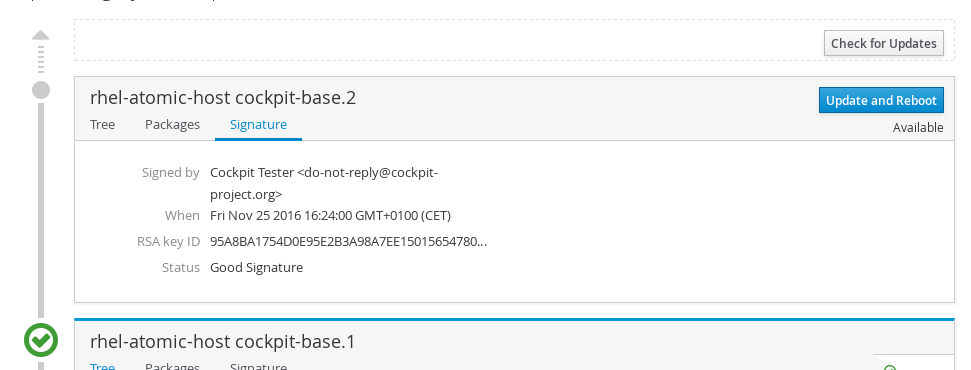 Check for Updates
rhel-atomic-host cockpit-base.2
Update and Reboot
Tree Packages Signature
Available
Signed by Cockpit Tester <do-not-reply@cockpit-
project.org>
When Fri Nov 25 2016 16:24:00 GMT+0100 (CET)
RSA key ID 95A8BA1754D0E95E2B3A98A7EE15015654780...
Status Good Signature
rhel-atomic-host cockpit-base.1
Tree Packages Signature